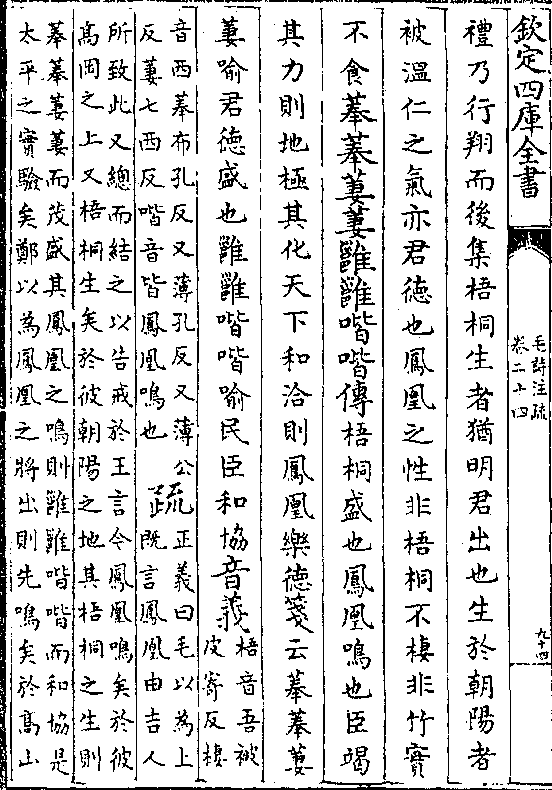 欽定四庫全書
毛詩注疏
卷二十四
九十四
禮乃行翔而後集梧桐生者猶明君出也生於朝陽者
被溫仁之氣亦君德也鳳凰之性非梧桐不棲非竹實
不食菶菶萋萋雝雝喈喈傳梧桐盛也鳳凰鳴也臣竭
其力則地極其化天下和洽則鳳凰樂德箋云菶菶萋
萋喻君德盛也雝雝喈喈喻民臣和協音義
梧音吾被
皮寄反棲
音西菶布孔反又薄孔反又薄公
反萋七西反喈音皆鳳凰鳴也
疏
正義曰毛以為上
既言鳳凰由吉人
所致此又總而結之以告戒於王言今鳳凰鳴矣於彼
高岡之上又梧桐生矣於彼朝陽之地其梧桐之生則
菶菶萋萋而茂盛其鳳凰之鳴則雝雝喈喈而和協是
太平之實驗矣鄭以為鳳凰之將出則先鳴矣於高山